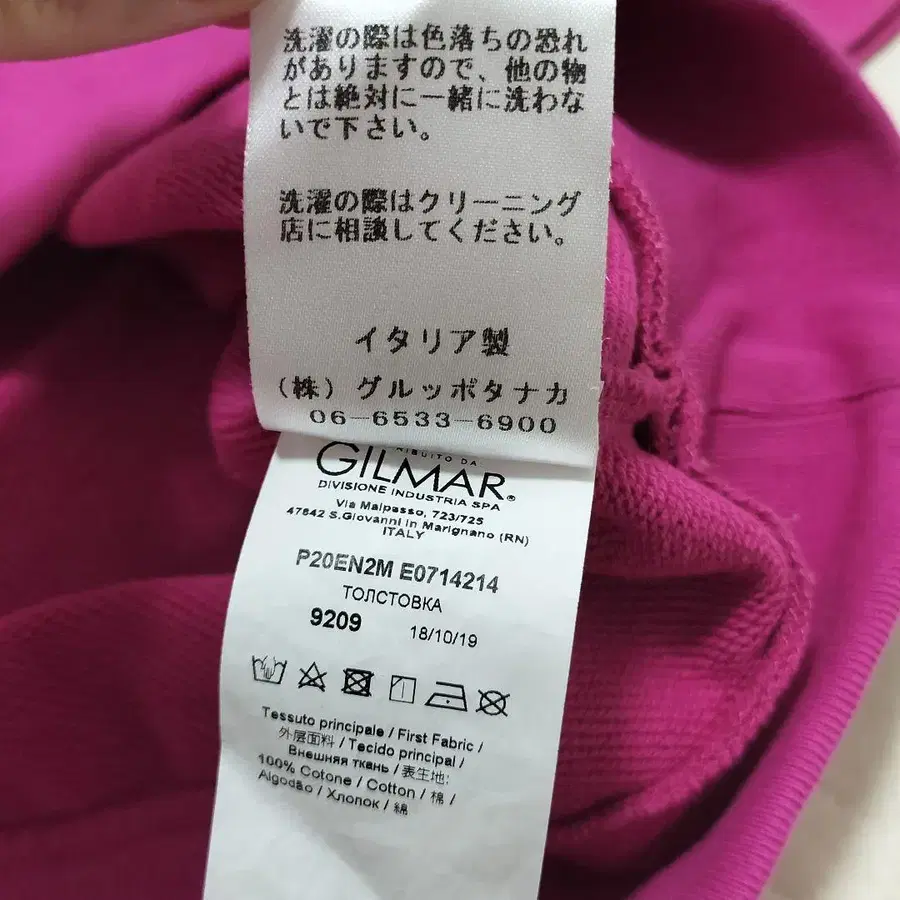 洗濯の際は色落ちの恐れ
がありますので、他の物
とは絶対に一緒に洗わな
いで下さい。
洗濯の際はクリーニング
店に相談してください。
イタリア製
(株)グルッポタナカ
06-6533-6900
GILMAR®
DIVISIONE INDUSTRIA SPA
Via Malpasso, 723/725
47842 S.Giovanni in Marignano (RN)
ITALY
P20EN2M E0714214
ТОЛСТОВКА
9209 18/10/19
Tessuto principale / First Fabric /
外层面料 / Tecido principal /
Внешняя ткань / 表生地:
100% Cotone / Cotton / 棉 /
Algodão / Хлопок / 綿